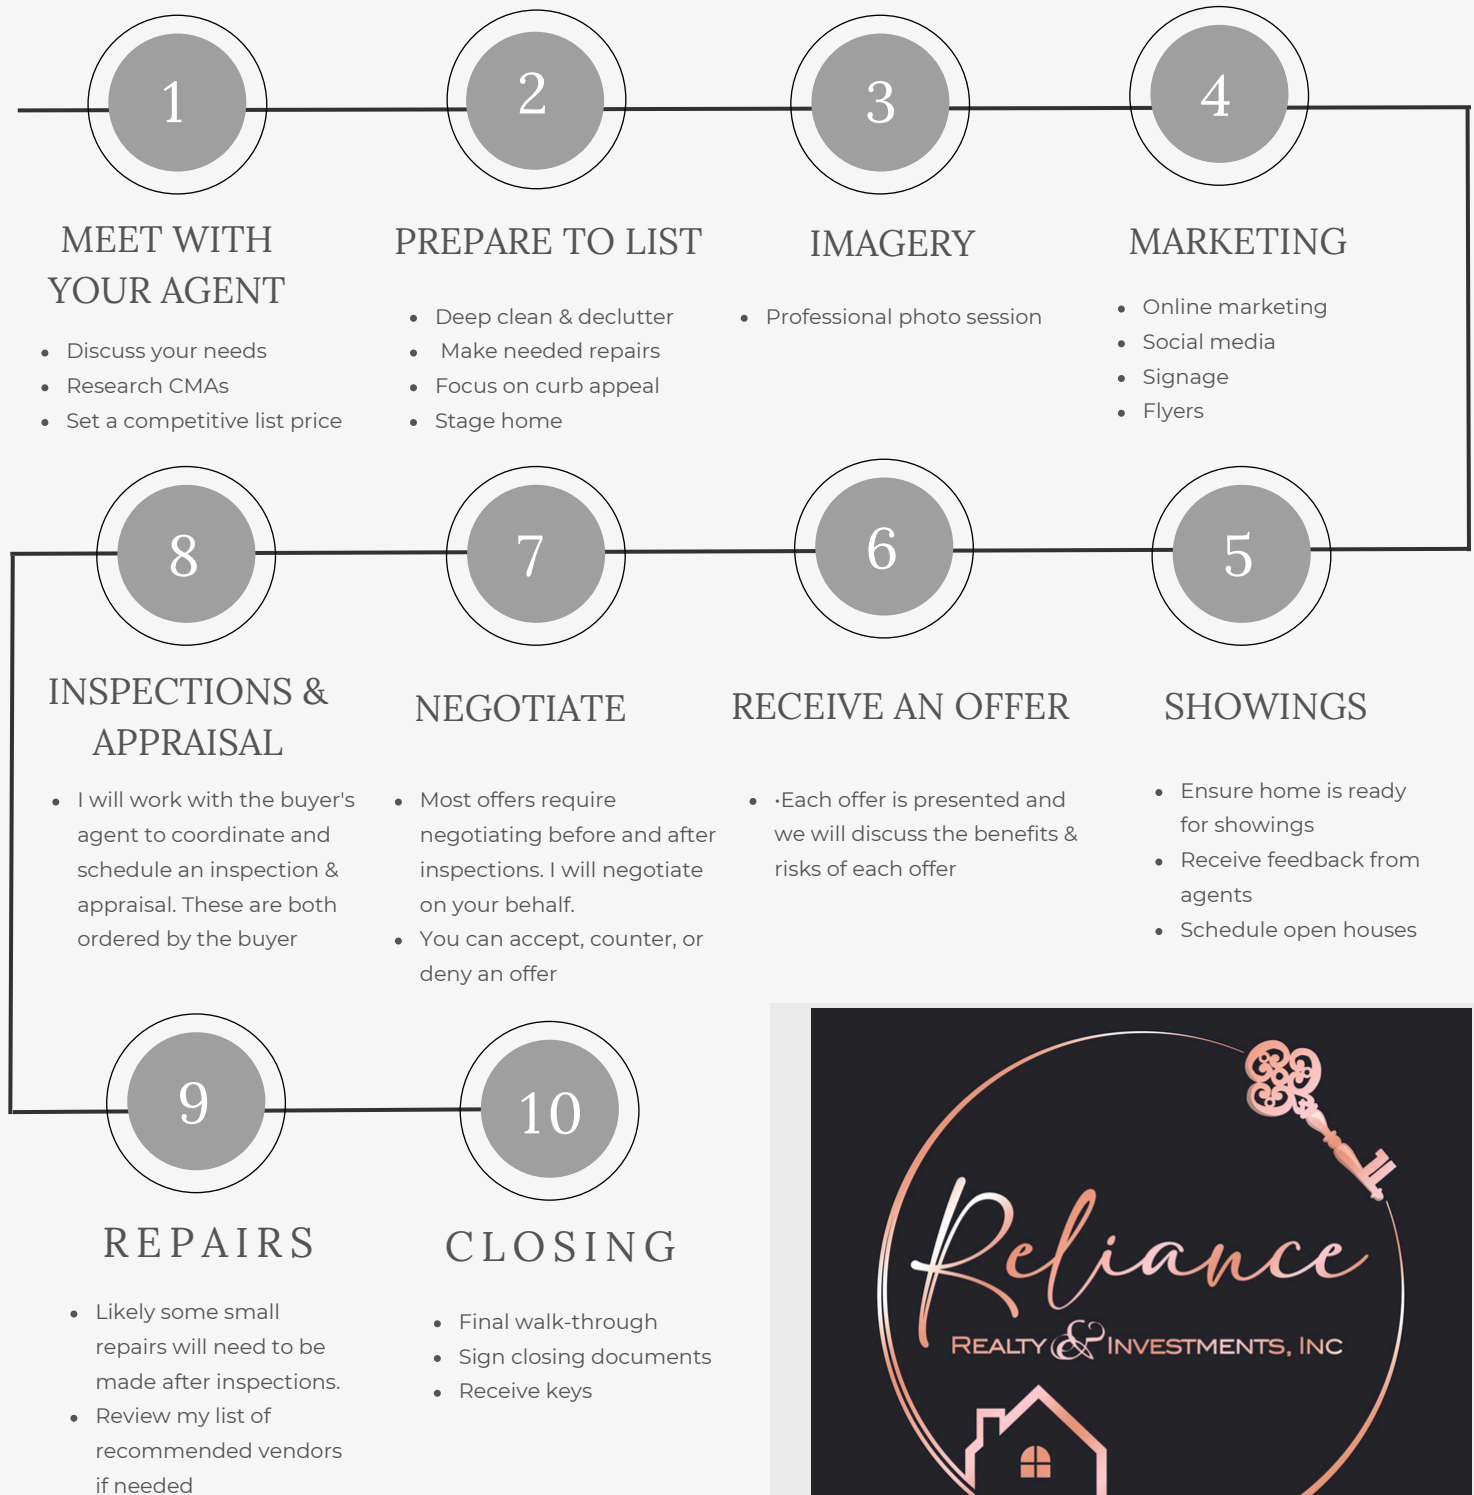 1
MEET WITH
YOUR AGENT
• Discuss your needs
• Research CMAs
• Set a competitive list price
2
PREPARE TO LIST
• Deep clean & declutter
• Make needed repairs
• Focus on curb appeal
• Stage home
3
IMAGERY
• Professional photo session
4
MARKETING
• Online marketing
• Social media
• Signage
• Flyers
5
SHOWINGS
• Ensure home is ready
for showings
• Receive feedback from
agents
• Schedule open houses
6
RECEIVE AN OFFER
• •Each offer is presented and
we will discuss the benefits &
risks of each offer
7
NEGOTIATE
• Most offers require
negotiating before and after
inspections. I will negotiate
on your behalf.
• You can accept, counter, or
deny an offer
8
INSPECTIONS &
APPRAISAL
• I will work with the buyer's
agent to coordinate and
schedule an inspection &
appraisal. These are both
ordered by the buyer
9
REPAIRS
• Likely some small
repairs will need to be
made after inspections.
• Review my list of
recommended vendors
if needed
10
CLOSING
• Final walk-through
• Sign closing documents
• Receive keys
Reliance
REALTY & INVESTMENTS, INC